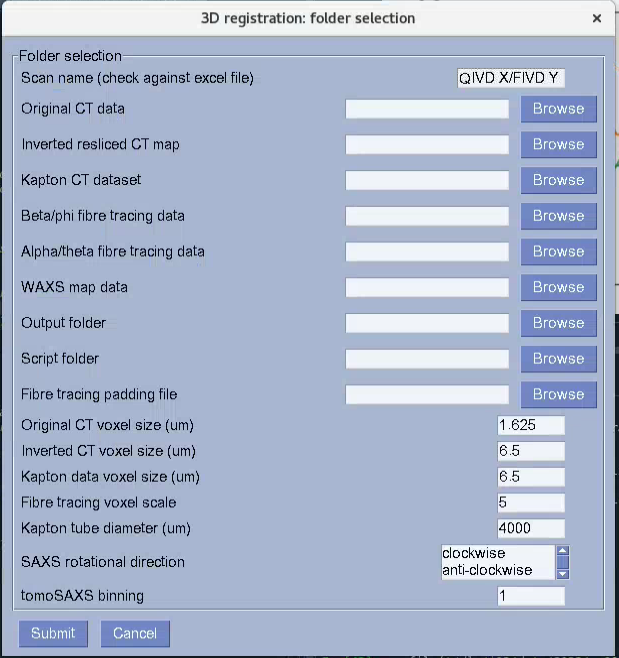 3D registration: folder selection ×
Folder selection
Scan name (check against excel file) QIVD X/FIVD Y
Original CT data Browse
Inverted resliced CT map Browse
Kapton CT dataset Browse
Beta/phi fibre tracing data Browse
Alpha/theta fibre tracing data Browse
WAXS map data Browse
Output folder Browse
Script folder Browse
Fibre tracing padding file Browse
Original CT voxel size (um) 1.625
Inverted CT voxel size (um) 6.5
Kapton data voxel size (um) 6.5
Fibre tracing voxel scale 5
Kapton tube diameter (um) 4000
SAXS rotational direction clockwise
anti-clockwise
tomoSAXS binning 1
Submit Cancel